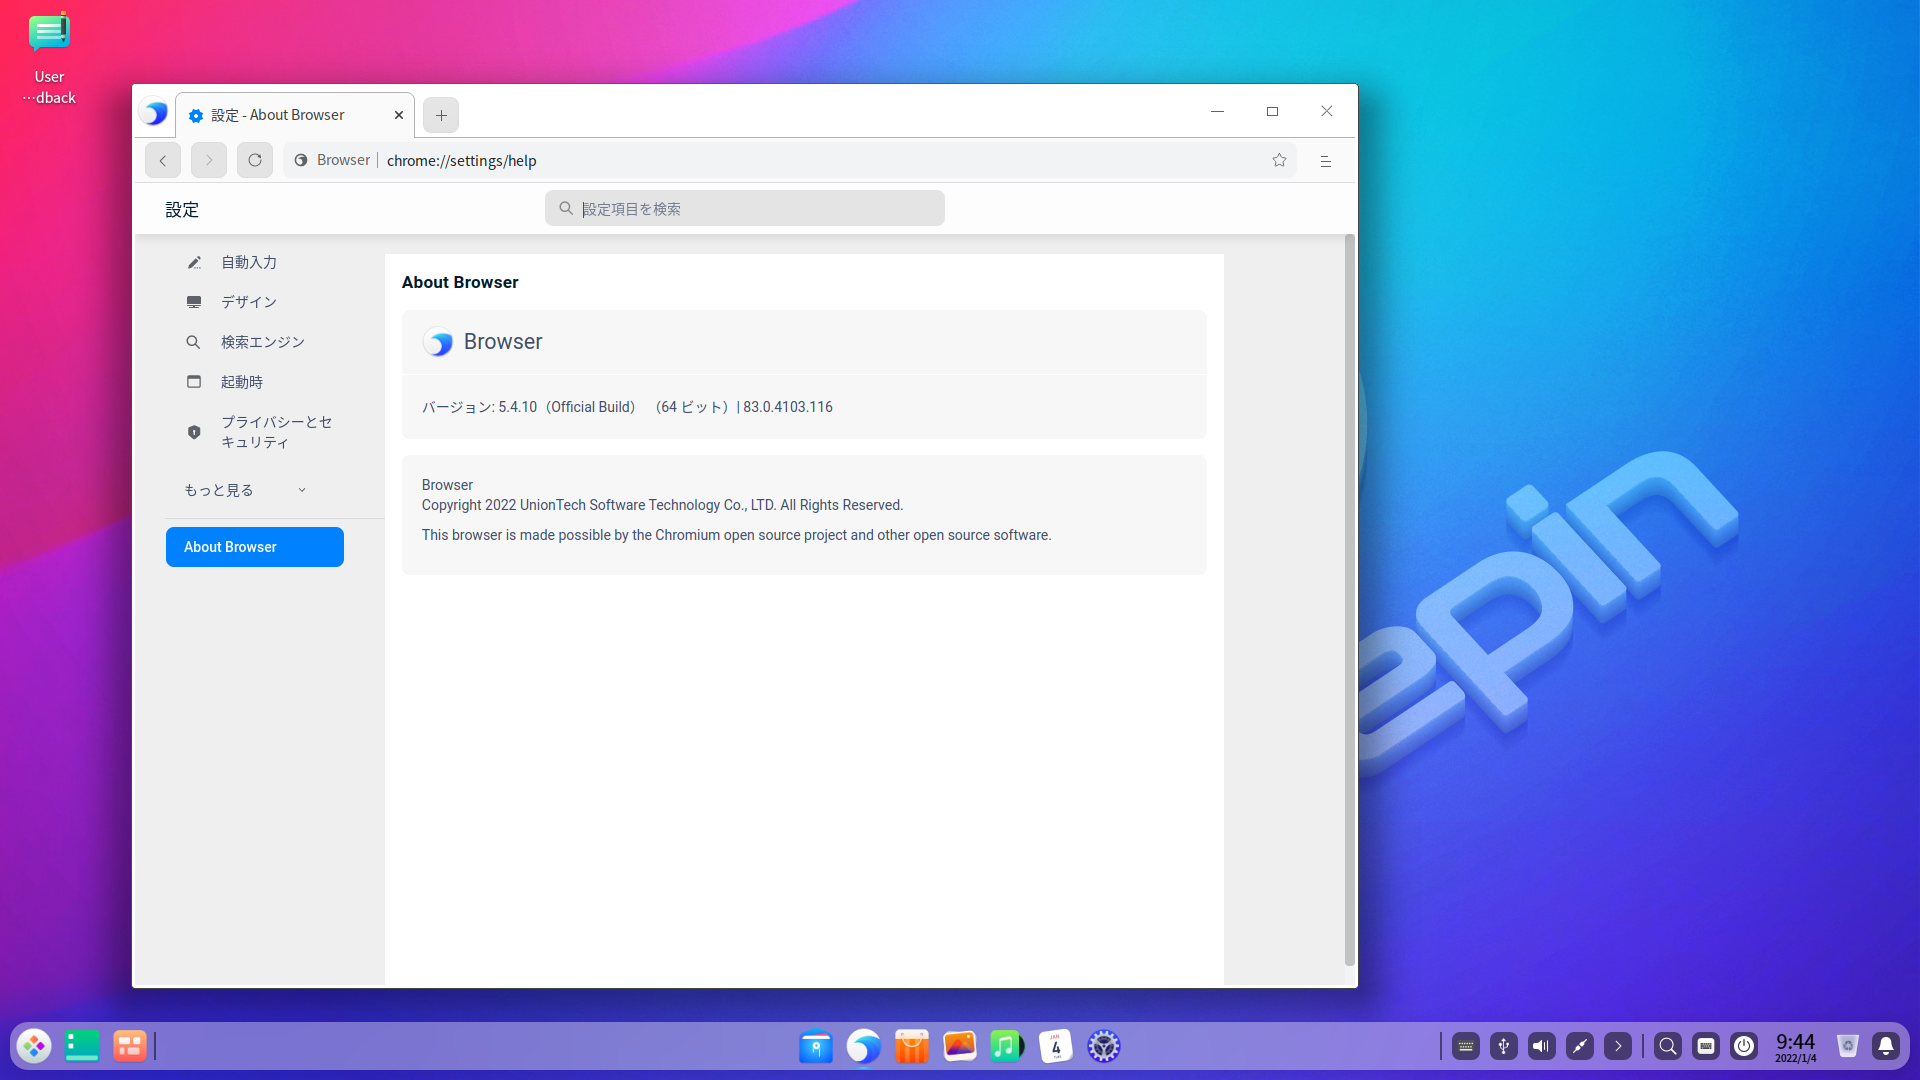 User
…dback
設定 - About Browser
Browser
chrome://settings/help
設定
設定項目を検索
自動入力
デザイン
検索エンジン
起動時
プライバシーとセ
キュリティ
もっと見る
About Browser
About Browser
Browser
バージョン: 5.4.10（Official Build） （64 ビット）| 83.0.4103.116
Browser
Copyright 2022 UnionTech Software Technology Co., LTD. All Rights Reserved.
This browser is made possible by the Chromium open source project and other open source software.
epin
JAN
4
9:44
2022/1/4